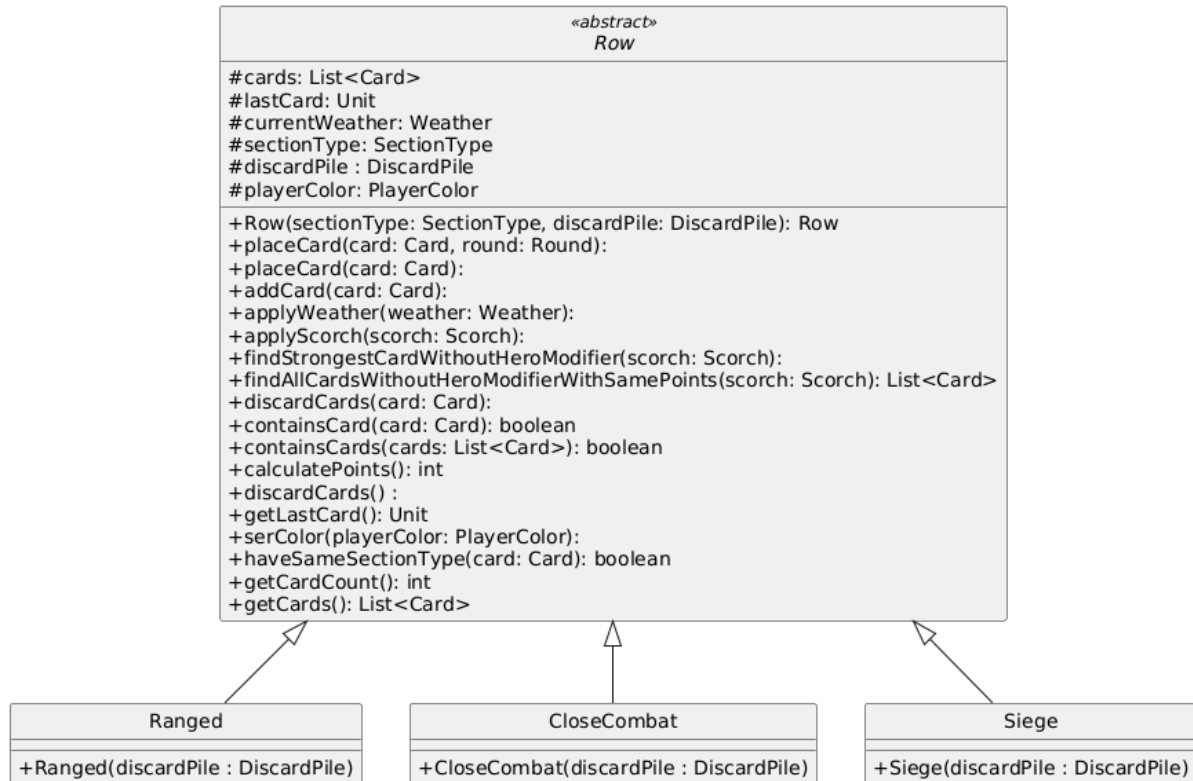 «abstract»
Row
#cards: List<Card>
#lastCard: Unit
#currentWeather: Weather
#sectionType: SectionType
#discardPile : DiscardPile
#playerColor: PlayerColor
+Row(sectionType: SectionType, discardPile: DiscardPile): Row
+placeCard(card: Card, round: Round):
+placeCard(card: Card):
+addCard(card: Card):
+applyWeather(weather: Weather):
+applyScorch(scorch: Scorch):
+findStrongestCardWithoutHeroModifier(scorch: Scorch):
+findAllCardsWithoutHeroModifierWithSamePoints(scorch: Scorch): List<Card>
+discardCards(card: Card):
+containsCard(card: Card): boolean
+containsCards(cards: List<Card>): boolean
+calculatePoints(): int
+discardCards() :
+getLastCard(): Unit
+serColor(playerColor: PlayerColor):
+haveSameSectionType(card: Card): boolean
+getCardCount(): int
+getCards(): List<Card>
Ranged
+Ranged(discardPile : DiscardPile)
CloseCombat
+CloseCombat(discardPile : DiscardPile)
Siege
+Siege(discardPile : DiscardPile)